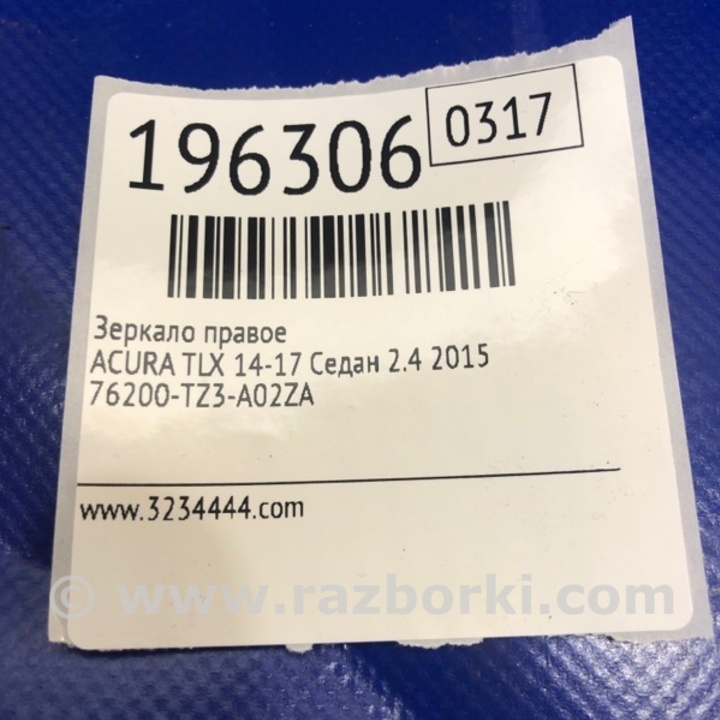 196306
0317
Зеркало правое
ACURA TLX 14-17 Седан 2.4 2015
76200-TZ3-A02ZA
www.3234444.com
© www.razborki.com